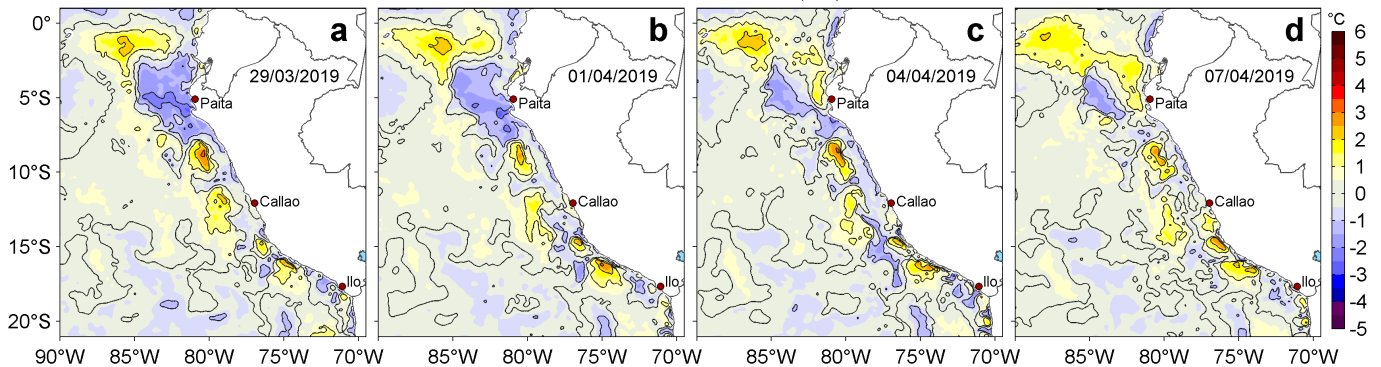 a
b
c
d
°C
0°
5°S
10°S
15°S
20°S
29/03/2019
01/04/2019
04/04/2019
07/04/2019
Paita
Paita
Paita
Paita
Callao
Callao
Callao
Callao
Ilo
Ilo
Ilo
Ilo
90°W 85°W 80°W 75°W 70°W
85°W 80°W 75°W 70°W
85°W 80°W 75°W 70°W
85°W 80°W 75°W 70°W
6
5
4
3
2
1
0
-1
-2
-3
-4
-5